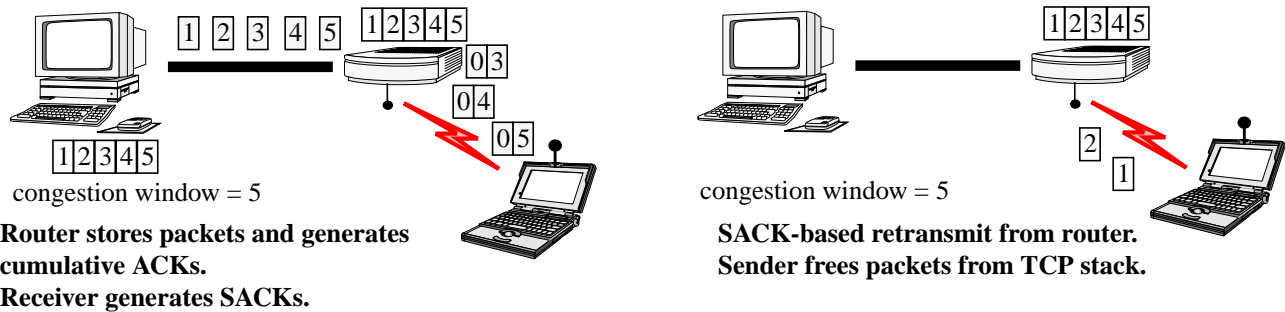 1 2 3 4 5
1 2 3 4 5
0 3
0 4
0 5
1 2 3 4 5
congestion window = 5
Router stores packets and generates
cumulative ACKs.
Receiver generates SACKs.
1 2 3 4 5
2
1
congestion window = 5
SACK-based retransmit from router.
Sender frees packets from TCP stack.